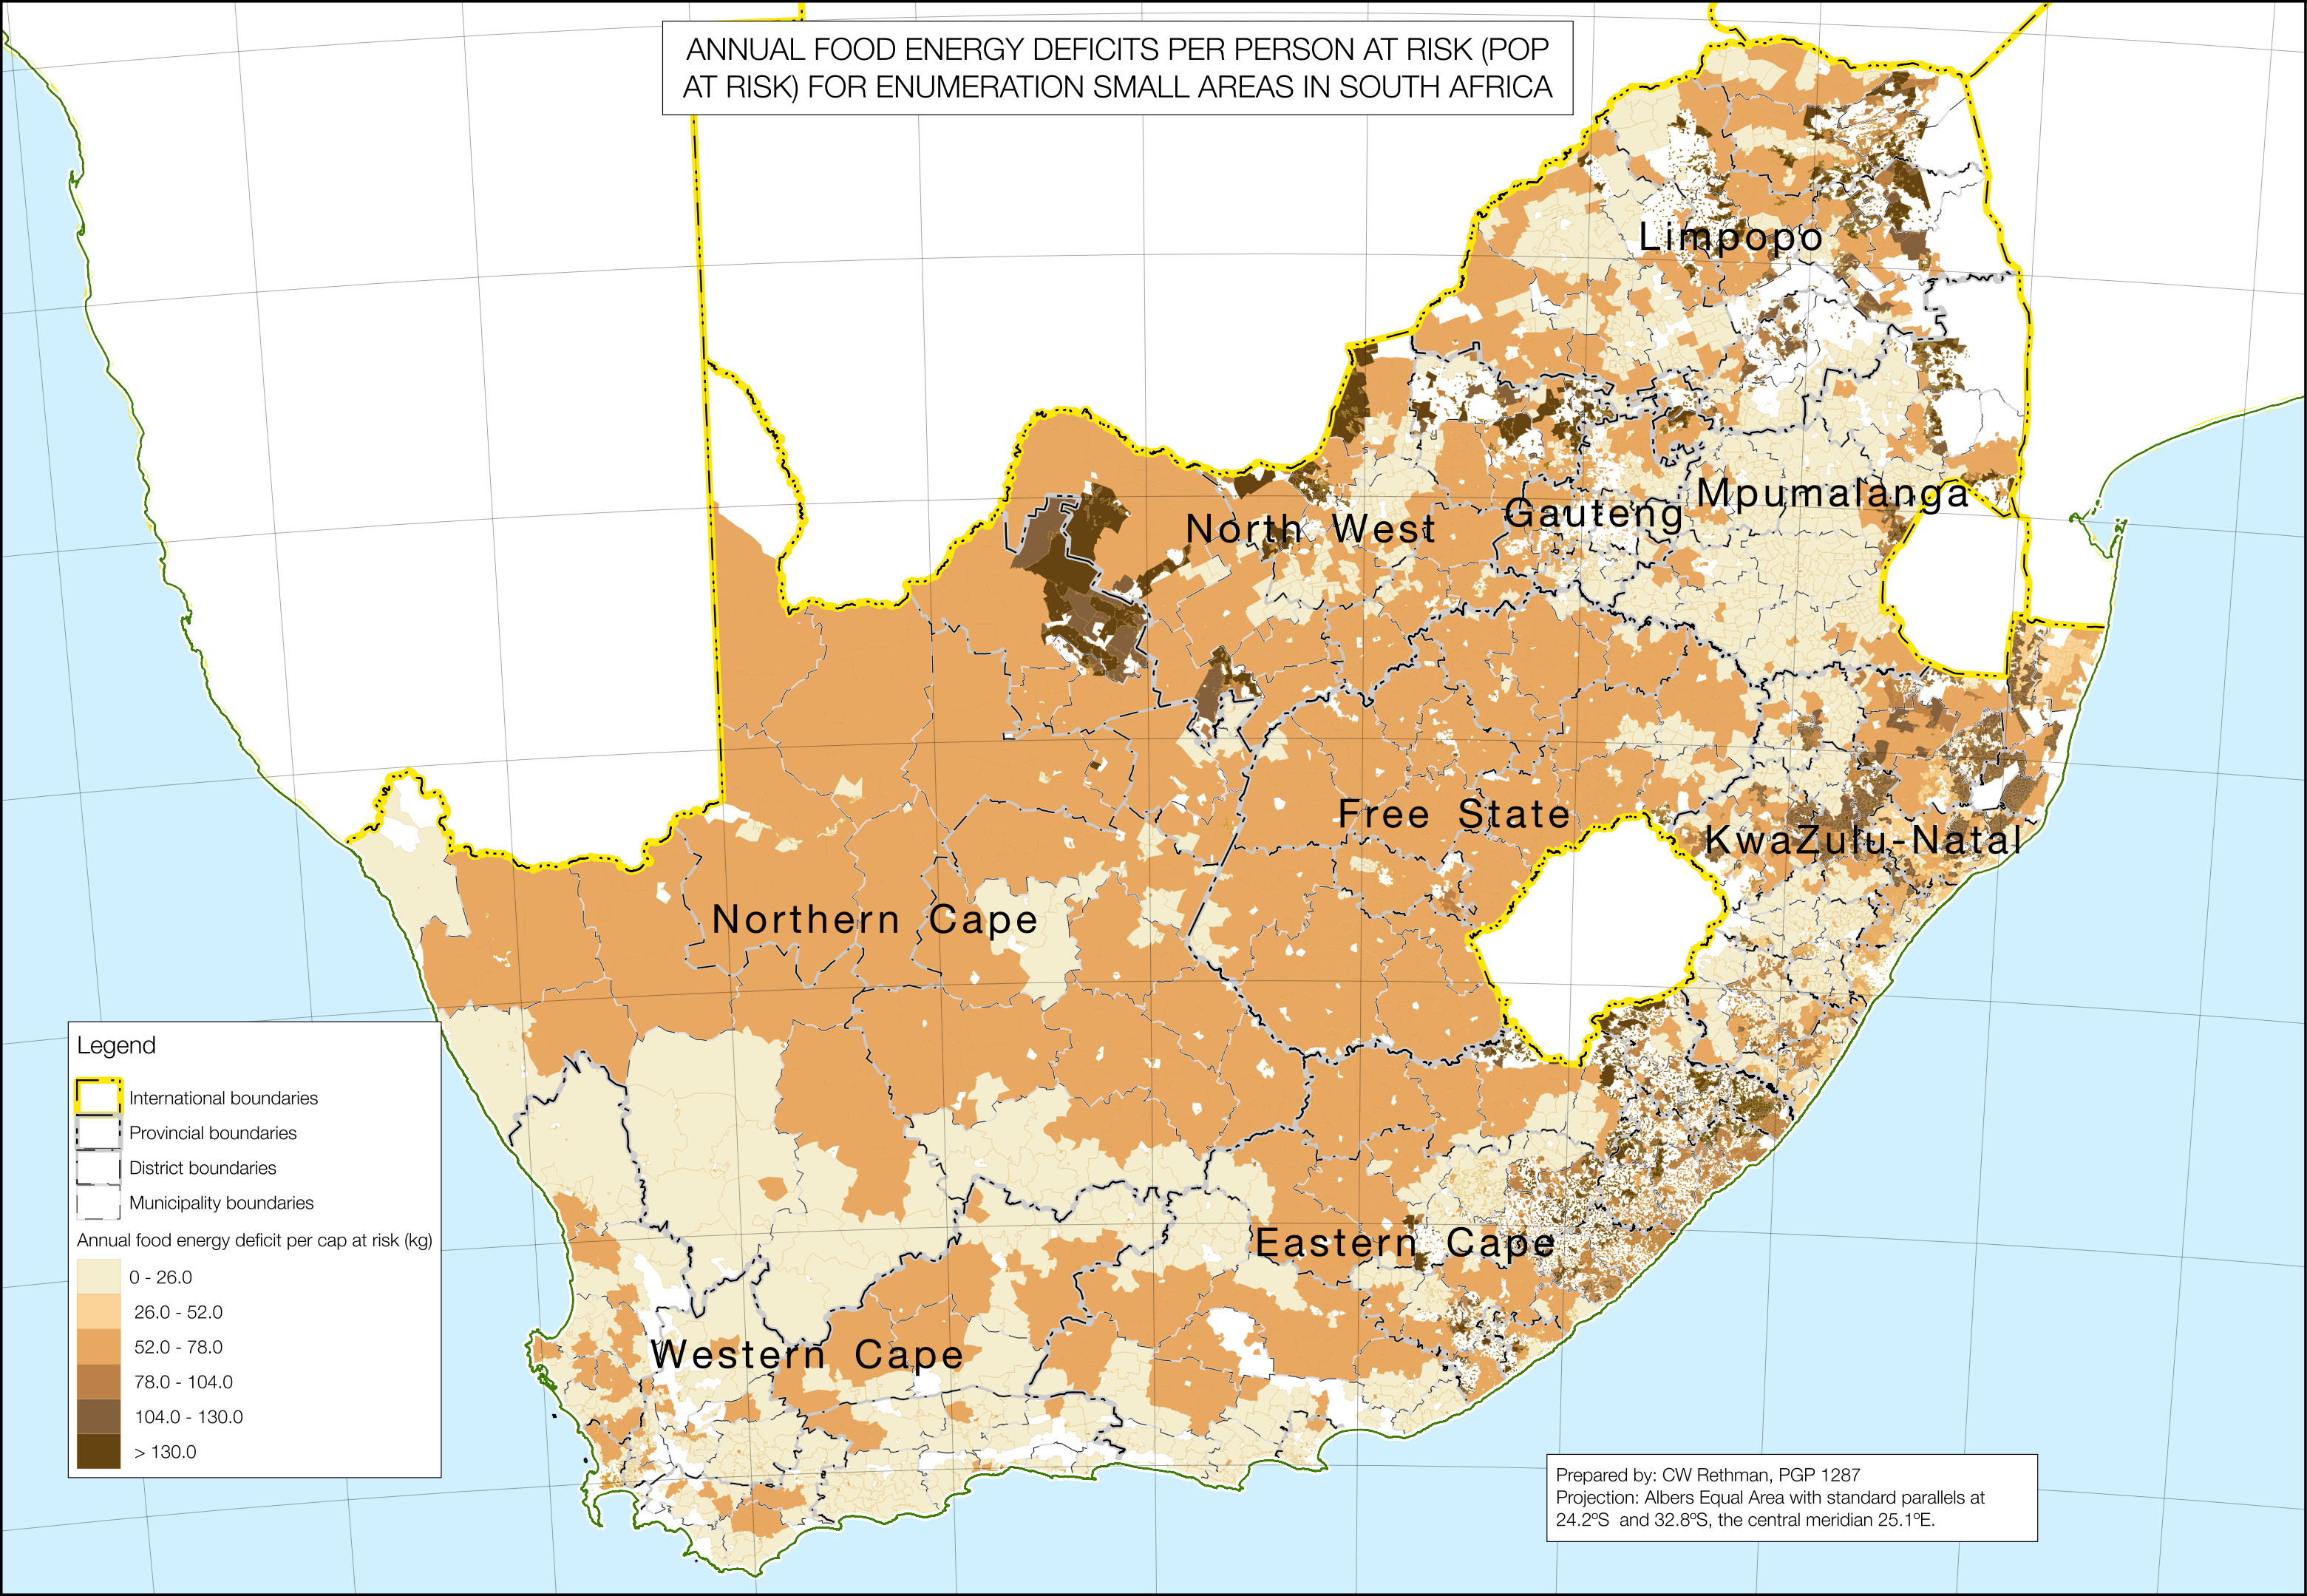 ANNUAL FOOD ENERGY DEFICITS PER PERSON AT RISK (POP
AT RISK) FOR ENUMERATION SMALL AREAS IN SOUTH AFRICA
Limpopo
Mpumalanga
Gauteng
North West
Free State
KwaZulu-Natal
Northern Cape
Eastern Cape
Western Cape
Legend
International boundaries
Provincial boundaries
District boundaries
Municipality boundaries
Annual food energy deficit per cap at risk (kg)
0 - 26.0
26.0 - 52.0
52.0 - 78.0
78.0 - 104.0
104.0 - 130.0
> 130.0
Prepared by: CW Rethman, PGP 1287
Projection: Albers Equal Area with standard parallels at
24.2ºS and 32.8ºS, the central meridian 25.1ºE.